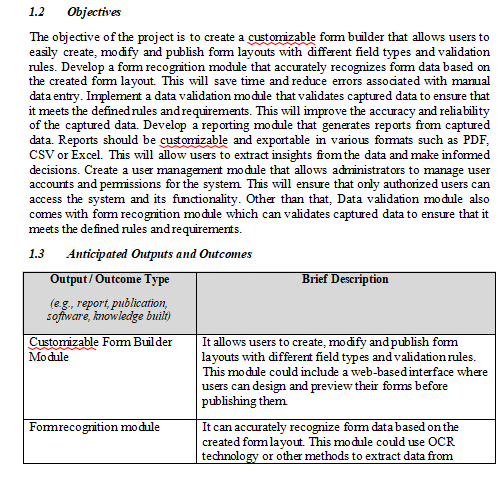 1.2 Objectives
The objective of the project is to create a customizable form builder that allows users to
easily create, modify and publish form layouts with different field types and validation
rules. Develop a form recognition module that accurately recognizes form data based on
the created form layout. This will save time and reduce errors associated with manual
data entry. Implement a data validation module that validates captured data to ensure that
it meets the defined rules and requirements. This will improve the accuracy and reliability
of the captured data. Develop a reporting module that generates reports from captured
data. Reports should be customizable and exportable in various formats such as PDF,
CSV or Excel. This will allow users to extract insights from the data and make informed
decisions. Create a user management module that allows administrators to manage user
accounts and permissions for the system. This will ensure that only authorized users can
access the system and its functionality. Other than that, Data validation module also
comes with form recognition module which can validates captured data to ensure that it
meets the defined rules and requirements.
1.3 Anticipated Outputs and Outcomes
Output / Outcome Type
(e.g., report, publication,
software, knowledge built)
Brief Description
Customizable Form Builder
Module
It allows users to create, modify and publish form
layouts with different field types and validation rules.
This module could include a web-based interface where
users can design and preview their forms before
publishing them.
Form recognition module
It can accurately recognize form data based on the
created form layout. This module could use OCR
technology or other methods to extract data from